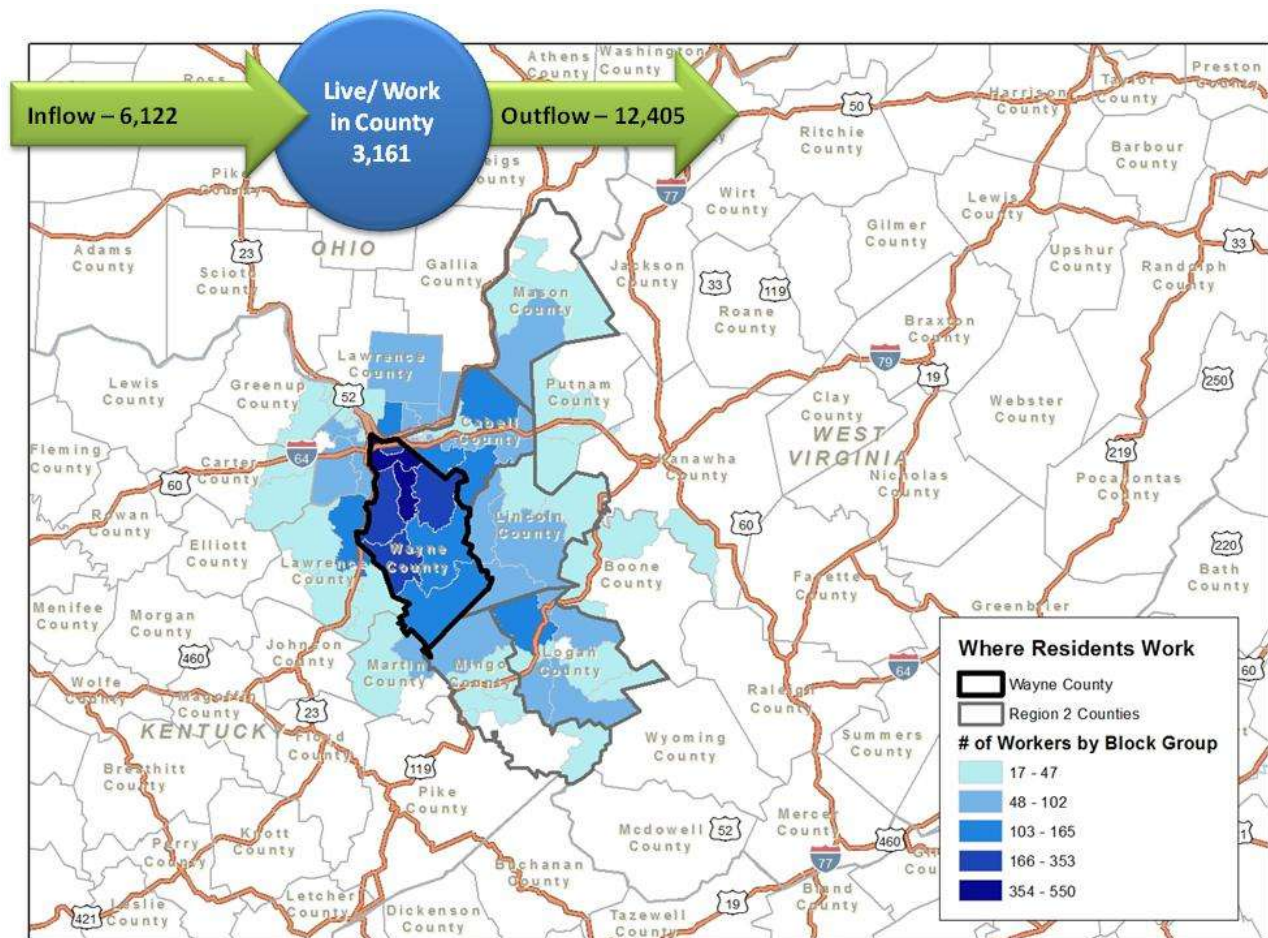 Inflow – 6,122
Live/ Work
in County
3,161
Outflow – 12,405
Athens
County
Washington
County
Preston
County
Harrison
County
Ritchie
County
Barbour
County
50
77
Wirt
County
Lewis
County
Gilmer
County
Upshur
County
33
Randolph
County
Adams
County
23
OHIO
Gallia
County
Jackson
County
33
119
Roane
County
Mason
County
Braxton
County
Lawrence
County
79
19
250
Lewis
County
Greenup
County
52
Putnam
County
Clay
County
Webster
County
Cabell
County
WEST
VIRGINIA
Fleming
County
64
Carter
County
Kanawha
County
219
60
Nicholas
County
Pocahontas
County
Rowan
County
Lincoln
County
60
Elliott
County
Wayne
County
Lawrence
County
Boone
County
220
Bath
County
Fayette
County
Greenbrier
Menifee
County
Morgan
County
460
Johnson
County
Martin
County
Mingo
County
Logan
County
64
60
Wolfe
County
Magoffin
County
23
Raleigh
County
KENTUCKY
Floyd
County
Wyoming
County
Summers
County
Breathitt
County
119
Pike
County
McDowell
County
52
Mercer
County
460
Knott
County
Perry
County
77
Buchanan
County
Letcher
County
Bland
County
421
Leslie
County
Dickenson
County
Tazewell
County
19
Where Residents Work
Wayne County
Region 2 Counties
# of Workers by Block Group
17 - 47
48 - 102
103 - 165
166 - 353
354 - 550